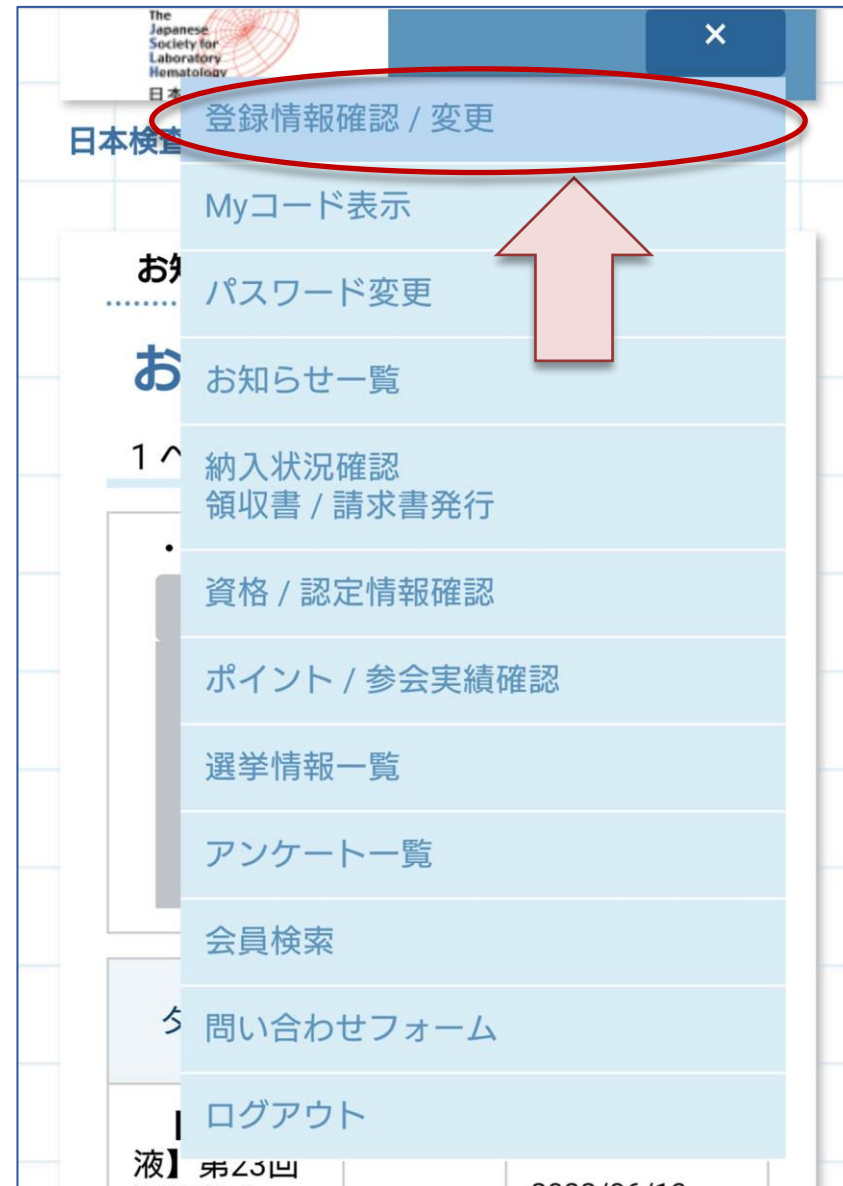 The
Japanese
Society for
Laboratory
Hematology
日本
×
日本検査
登録情報確認 / 変更
Myコード表示
お知
パスワード変更
お
お知らせ一覧
1 ペ
納入状況確認
領収書 / 請求書発行
・
資格 / 認定情報確認
ポイント / 参会実績確認
選挙情報一覧
アンケート一覧
会員検索
タ
問い合わせフォーム
ログアウト
液】第23回